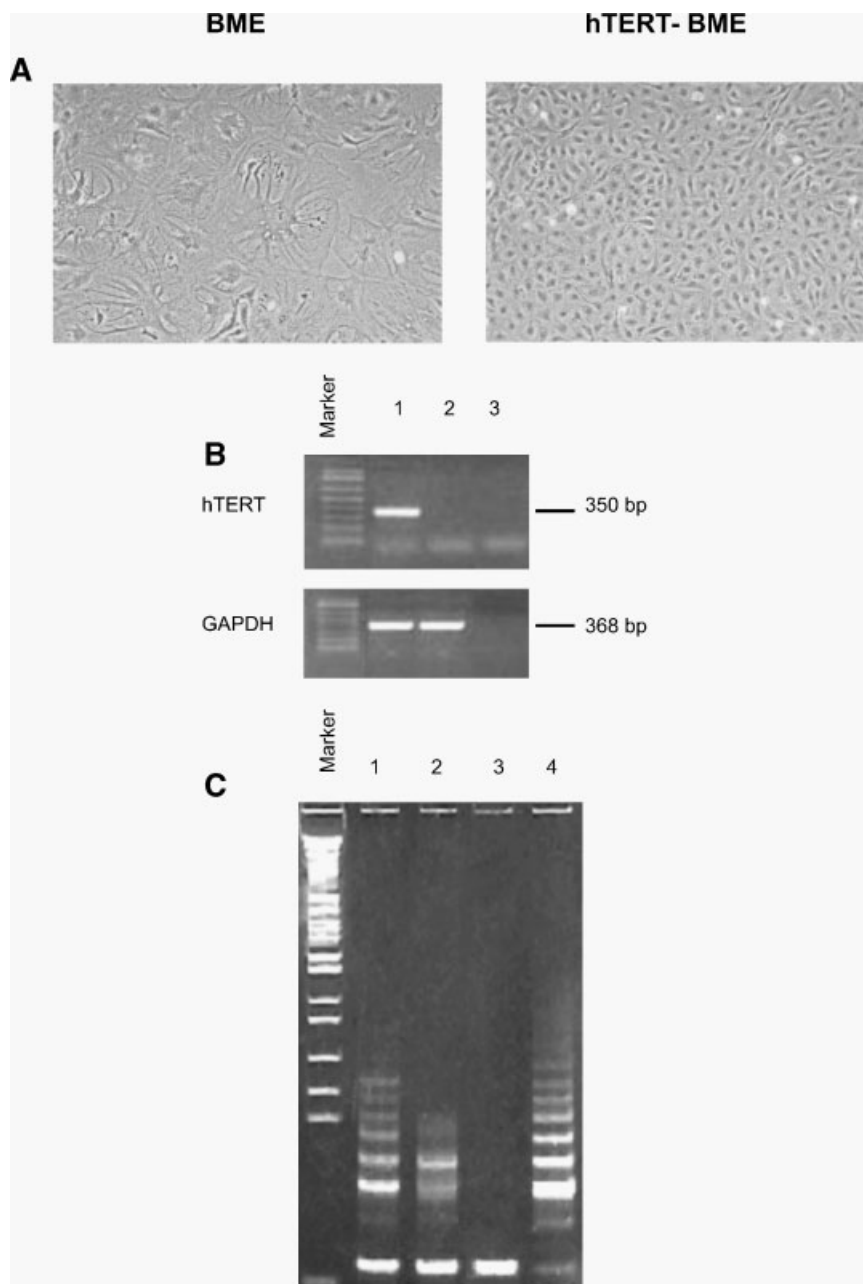 BME hTERT- BME
A
Marker 1 2 3
B
hTERT 350 bp
GAPDH 368 bp
Marker 1 2 3 4
C